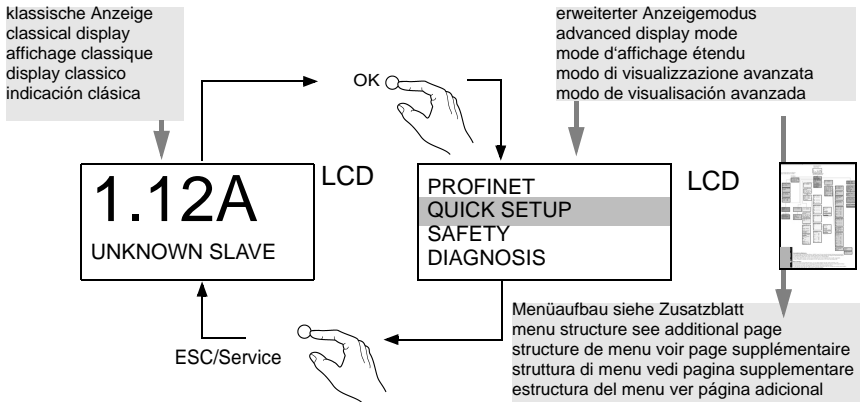 klassische Anzeige
classical display
affichage classique
display classico
indicación clásica
erweiterter Anzeigemodus
advanced display mode
mode d'affichage étendu
modo di visualizzazione avanzata
modo de visualisación avanzada
OK
1.12A
UNKNOWN SLAVE
LCD
PROFINET
QUICK SETUP
SAFETY
DIAGNOSIS
LCD
ESC/Service
Menüaufbau siehe Zusatzblatt
menu structure see additional page
structure de menu voir page supplémentaire
struttura di menu vedi pagina supplementare
estructura del menu ver página adicional